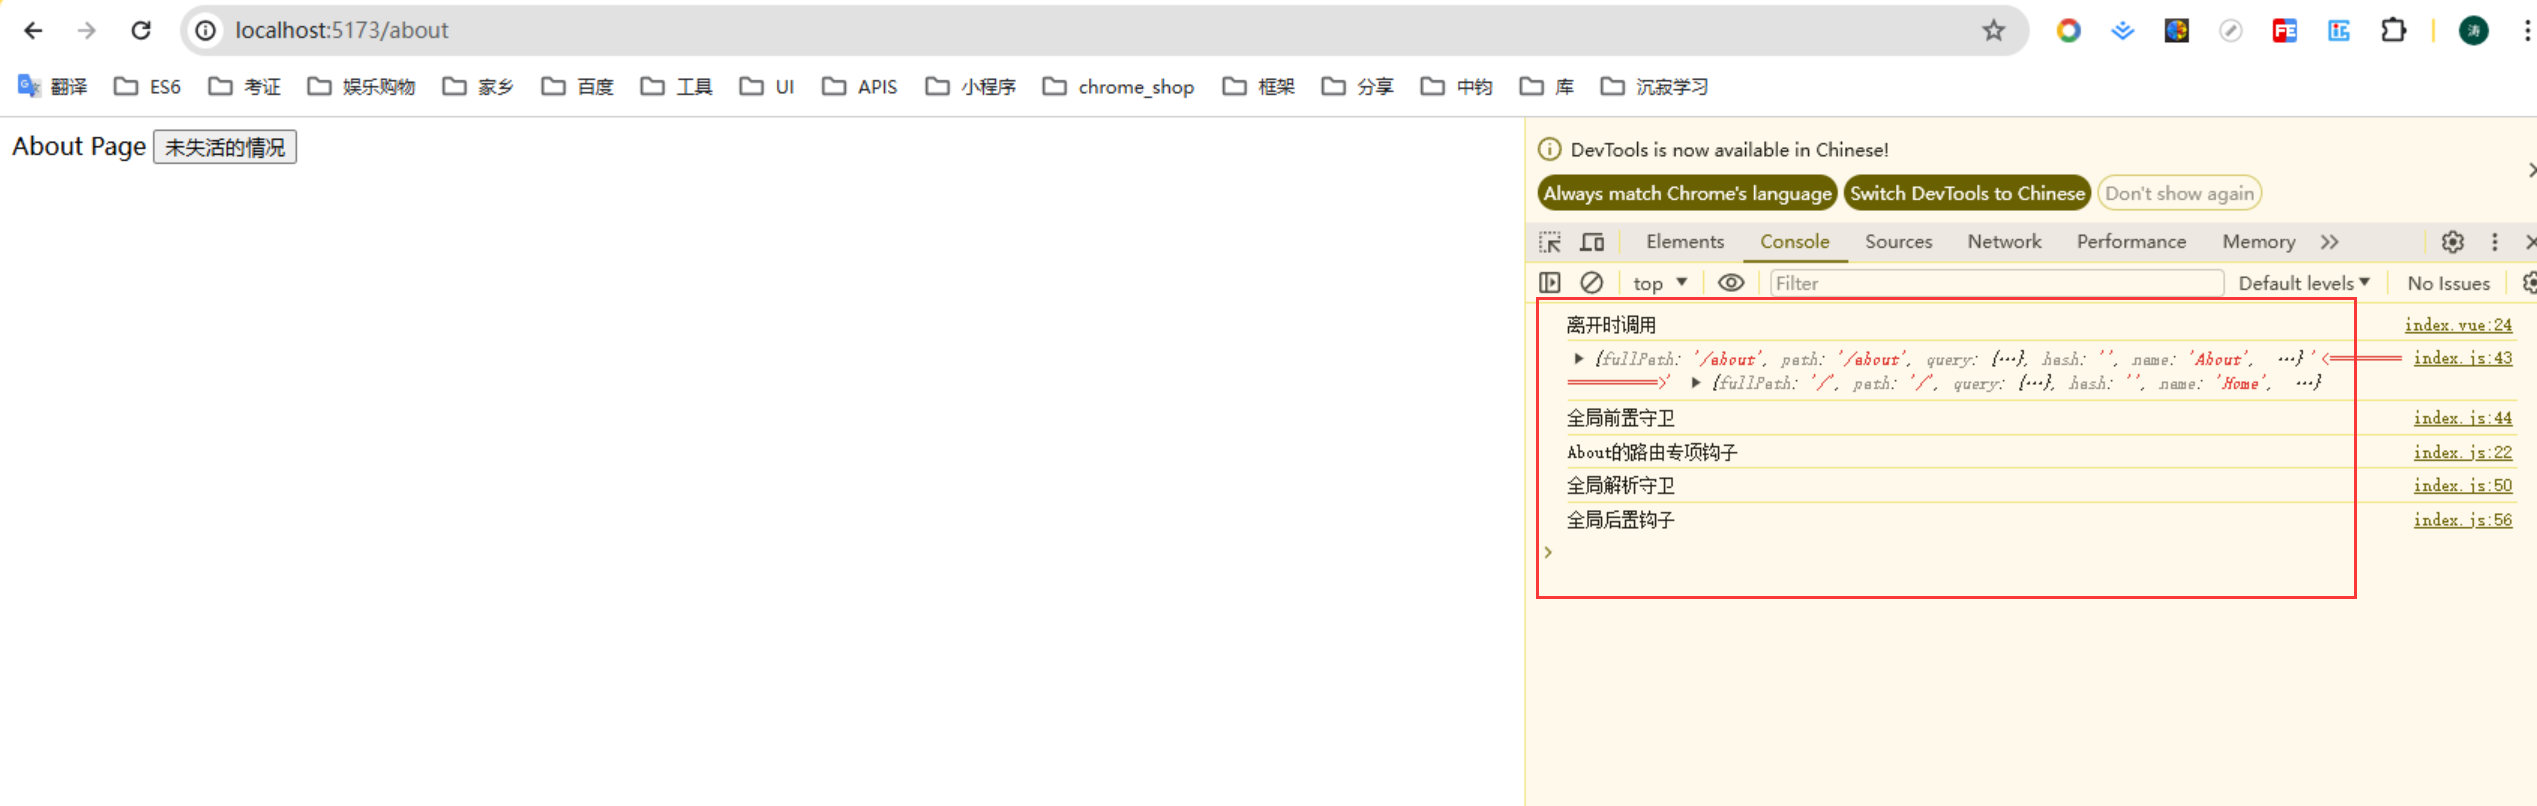 localhost:5173/about
翻译 ES6 考证 娱乐购物 家乡 百度 工具 UI APIS 小程序 chrome_shop 框架 分享 中钧 库 沉寂学习
About Page 未失活的情况
DevTools is now available in Chinese!
Always match Chrome's language Switch DevTools to Chinese Don't show again
Elements Console Sources Network Performance Memory
top Filter Default levels No Issues
离开时调用 index.vue:24
{fullPath: '/about', path: '/about', query: {…}, hash: '', name: 'About', …} '<======== index.js:43
==========>' {fullPath: '/', path: '/', query: {…}, hash: '', name: 'Home', …}
全局前置守卫 index.js:44
About的路由专项钩子 index.js:22
全局解析守卫 index.js:50
全局后置钩子 index.js:56